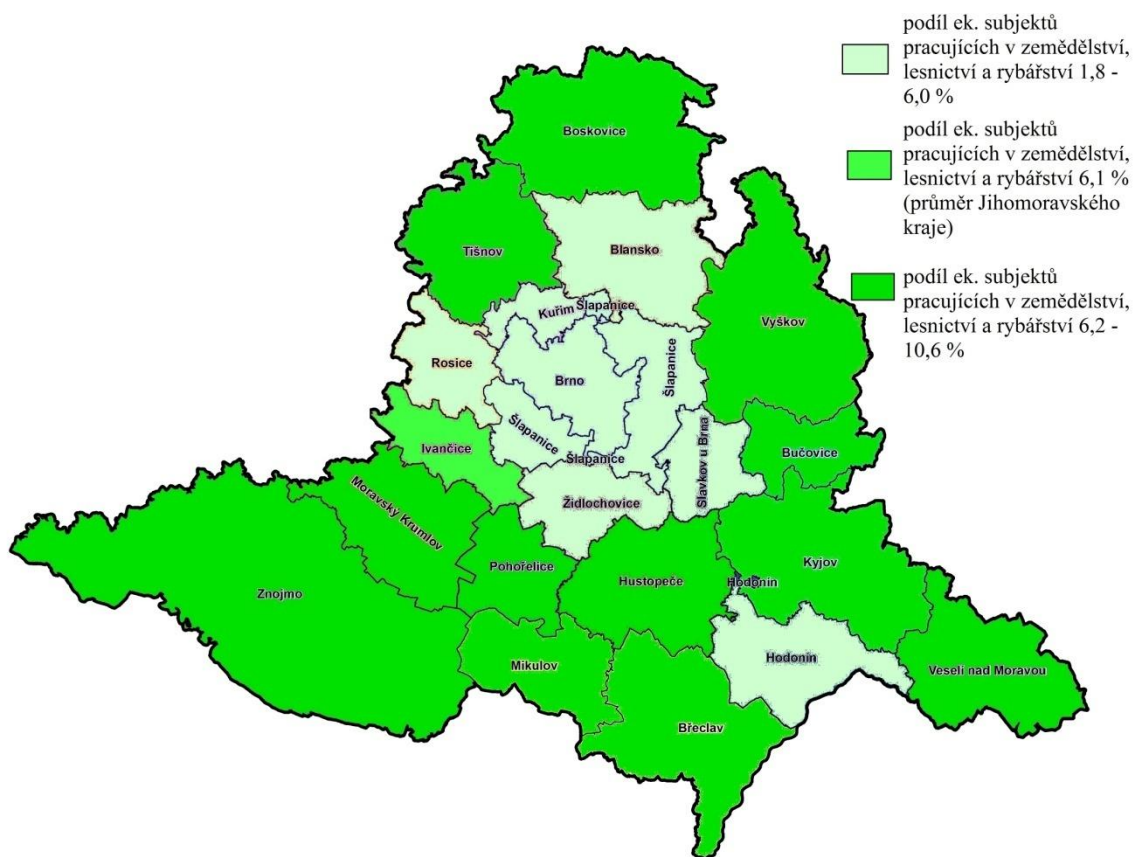 podíl ek. subjektů
pracujících v zemědělství,
lesnictví a rybářství 1,8 -
6,0 %
podíl ek. subjektů
pracujících v zemědělství,
lesnictví a rybářství 6,1 %
(průměr Jihomoravského
kraje)
podíl ek. subjektů
pracujících v zemědělství,
lesnictví a rybářství 6,2 -
10,6 %
Boskovice
Tišnov
Blansko
Kuřim
Šlapanice
Vyškov
Rosice
Brno
Šlapanice
Ivančice
Šlapanice
Šlapanice
Slavkov u Brna
Bučovice
Moravský Krumlov
Židlochovice
Znojmo
Pohořelice
Hustopeče
Hodonín
Kyjov
Mikulov
Hodonín
Veselí nad Moravou
Břeclav